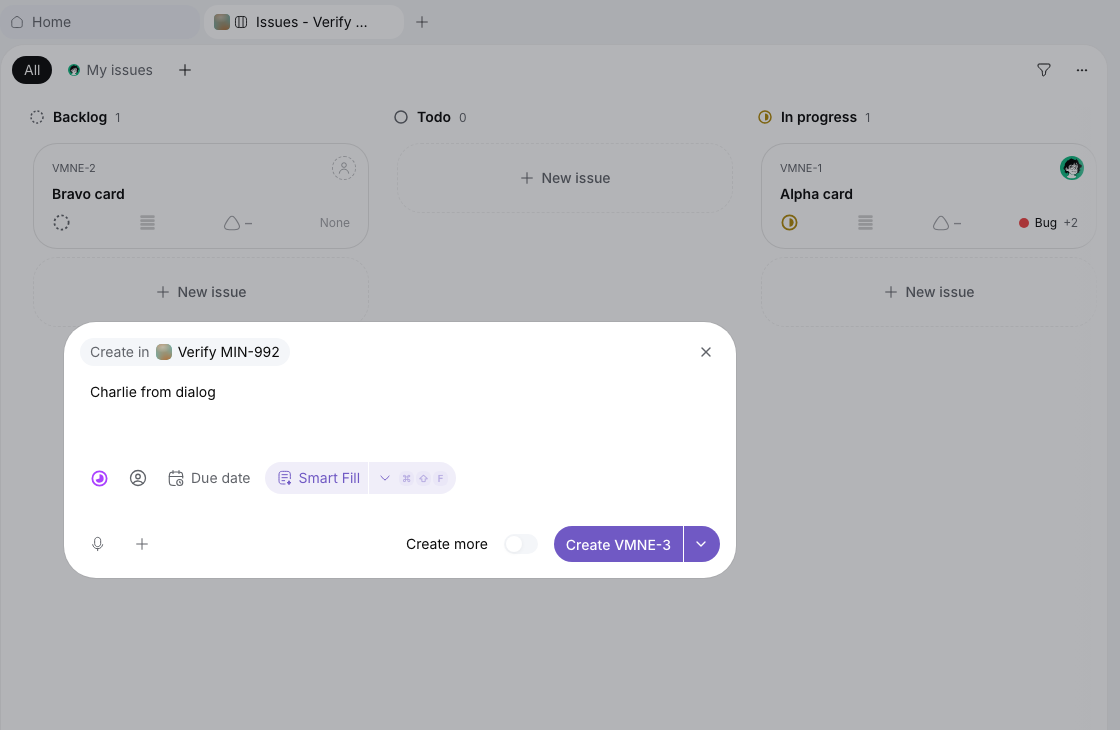 Home
Issues - Verify ...
All
My issues
Backlog 1
Todo 0
In progress 1
VMNE-2
Bravo card
–
None
New issue
New issue
VMNE-1
Alpha card
–
Bug +2
New issue
Create in Verify MIN-992
Charlie from dialog
Due date
Smart Fill
⌘ ⇧ F
Create more
Create VMNE-3